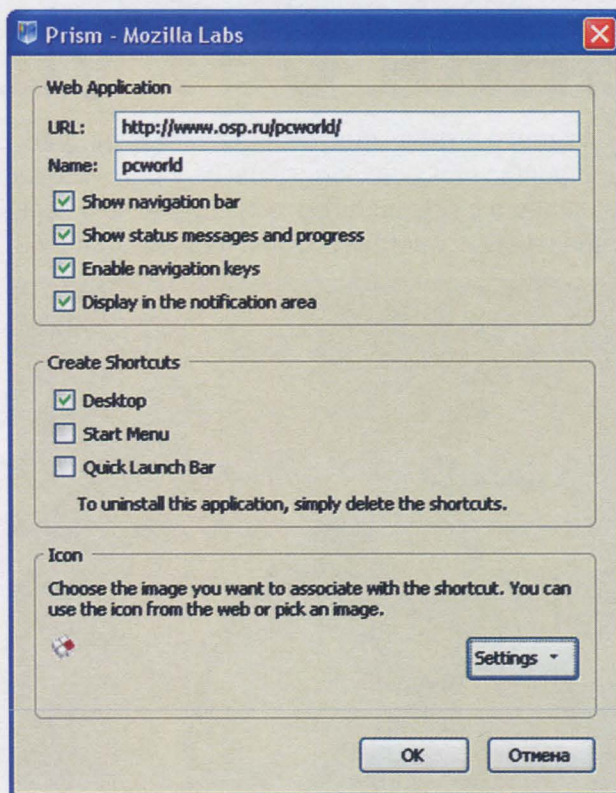 Prism - Mozilla Labs
Web Application
URL: http://www.osp.ru/pcworld/
Name: pcworld
Show navigation bar
Show status messages and progress
Enable navigation keys
Display in the notification area
Create Shortcuts
Desktop
Start Menu
Quick Launch Bar
To uninstall this application, simply delete the shortcuts.
Icon
Choose the image you want to associate with the shortcut. You can
use the icon from the web or pick an image.
Settings
OK Отмена